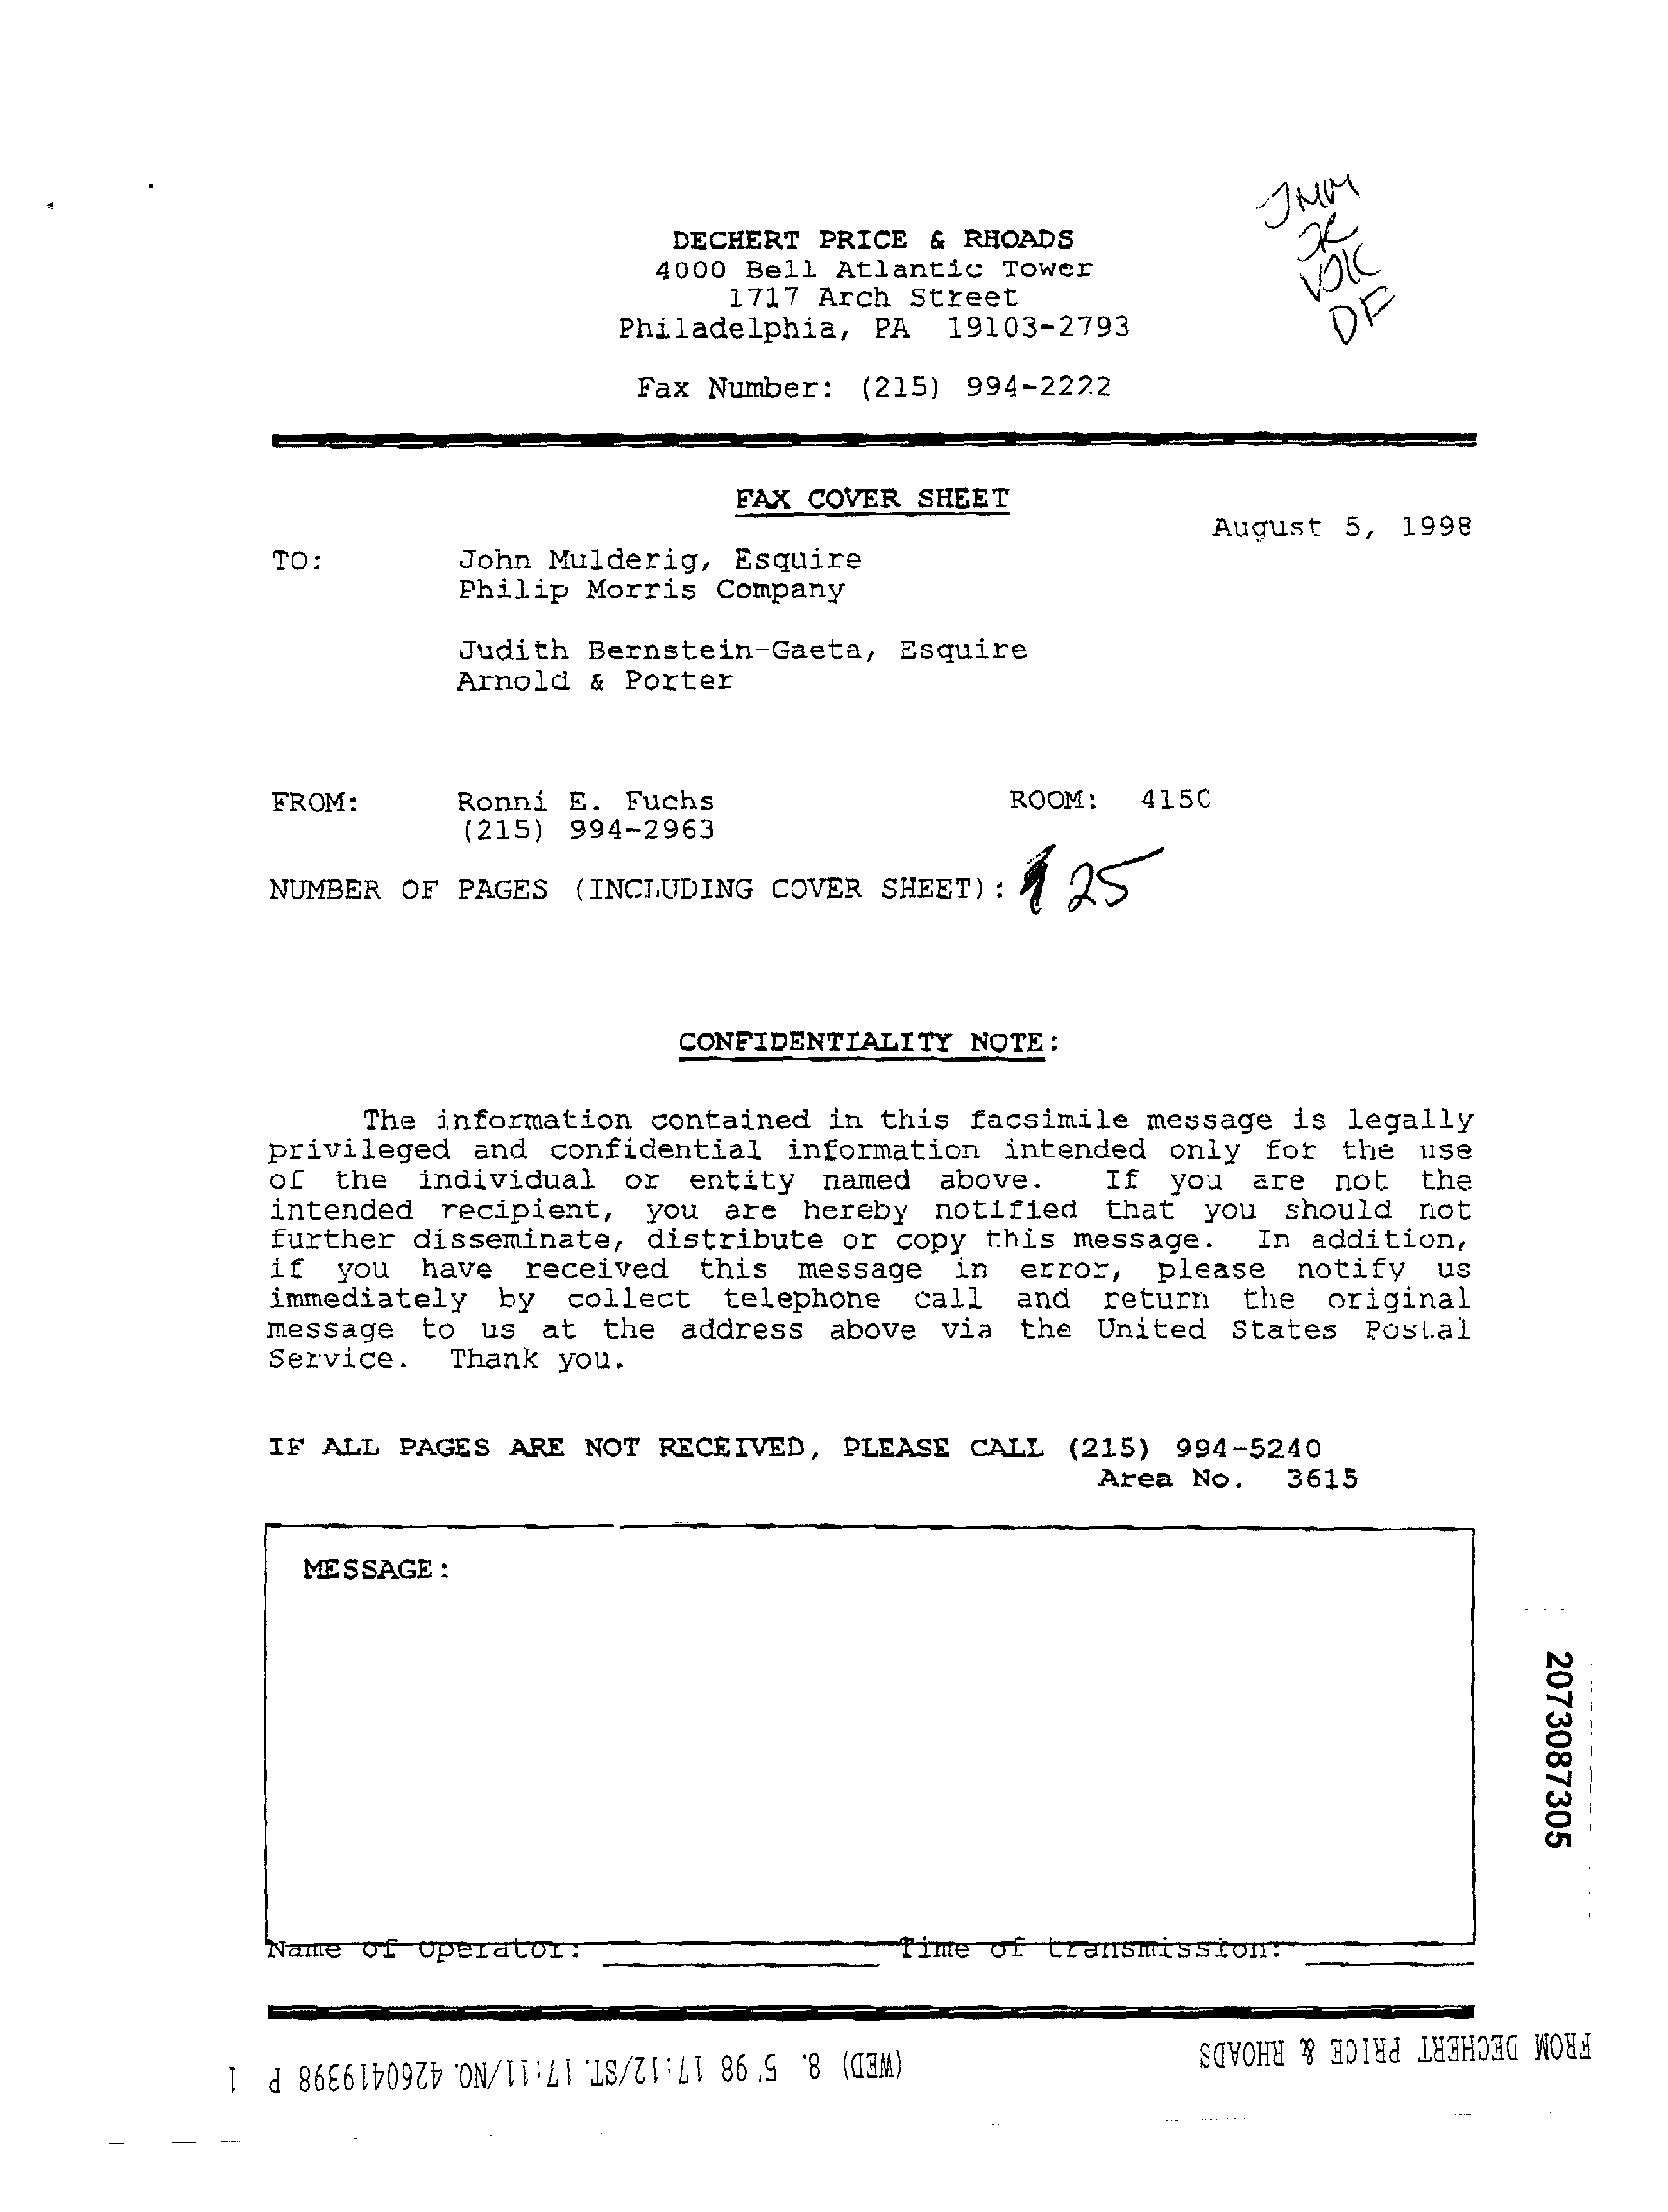 JMM
JR
VOK
DF
DECHERT PRICE & RHOADS
4000 Bell Atlantic Tower
1717 Arch Street
Philadelphia, PA 19103-2793
Fax Number: (215) 994-2222
FAX COVER SHEET
August 5, 1998
TO: John Mulderig, Esquire
Philip Morris Company
Judith Bernstein-Gaeta, Esquire
Arnold & Porter
FROM: Ronni E. Fuchs ROOM: 4150
(215) 994-2963
NUMBER OF PAGES (INCLUDING COVER SHEET): 25
CONFIDENTIALITY NOTE:
The information contained in this facsimile message is legally
privileged and confidential information intended only for the use
of the individual or entity named above. If you are not the
intended recipient, you are hereby notified that you should not
further disseminate, distribute or copy this message. In addition,
if you have received this message in error, please notify us
immediately by collect telephone call and return the original
message to us at the address above via the United States Postal
Service. Thank you.
IF ALL PAGES ARE NOT RECEIVED, PLEASE CALL (215) 994-5240
Area No. 3615
MESSAGE:
Name of Operator: Time of transmission:
2073087305
FROM DECHERT PRICE & RHOADS
(WED) 8. 5'98 17:12/ST. 17:11/NO. 4260419398 P 1